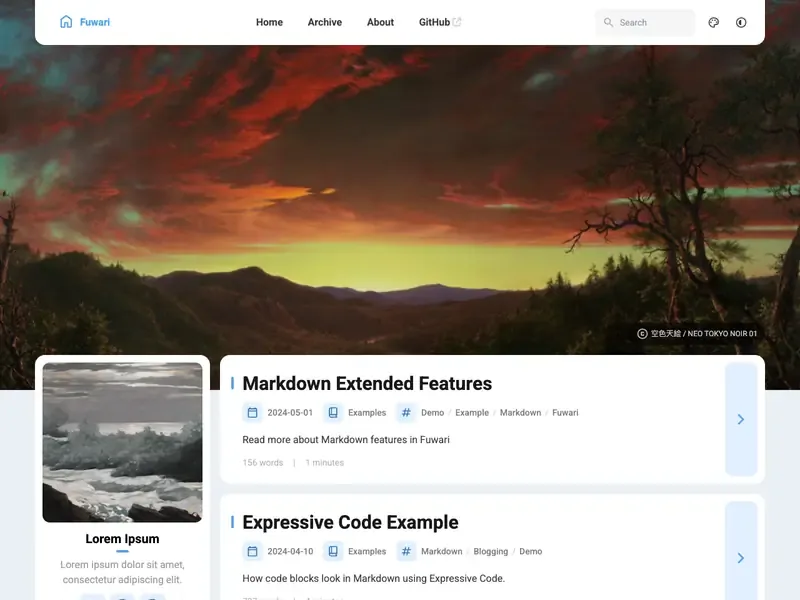 Fuwari
Home Archive About GitHub
Search
© 空色天絵 / NEO TOKYO NOIR 01
Lorem Ipsum
Lorem ipsum dolor sit amet,
consectetur adipiscing elit.
Markdown Extended Features
2024-05-01 Examples # Demo / Example / Markdown / Fuwari
Read more about Markdown features in Fuwari
156 words | 1 minutes
Expressive Code Example
2024-04-10 Examples # Markdown / Blogging / Demo
How code blocks look in Markdown using Expressive Code.